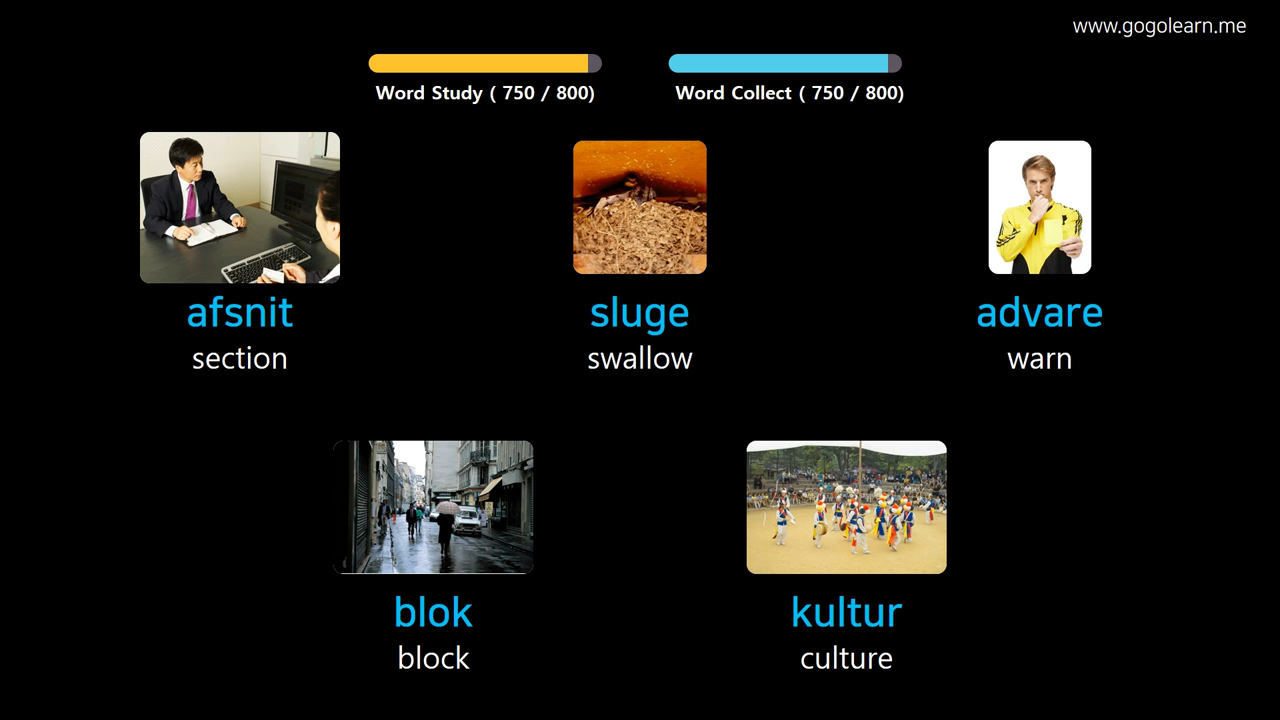 www.gogolearn.me
Word Study ( 750 / 800)
Word Collect ( 750 / 800)
afsnit
section
sluge
swallow
advare
warn
blok
block
kultur
culture